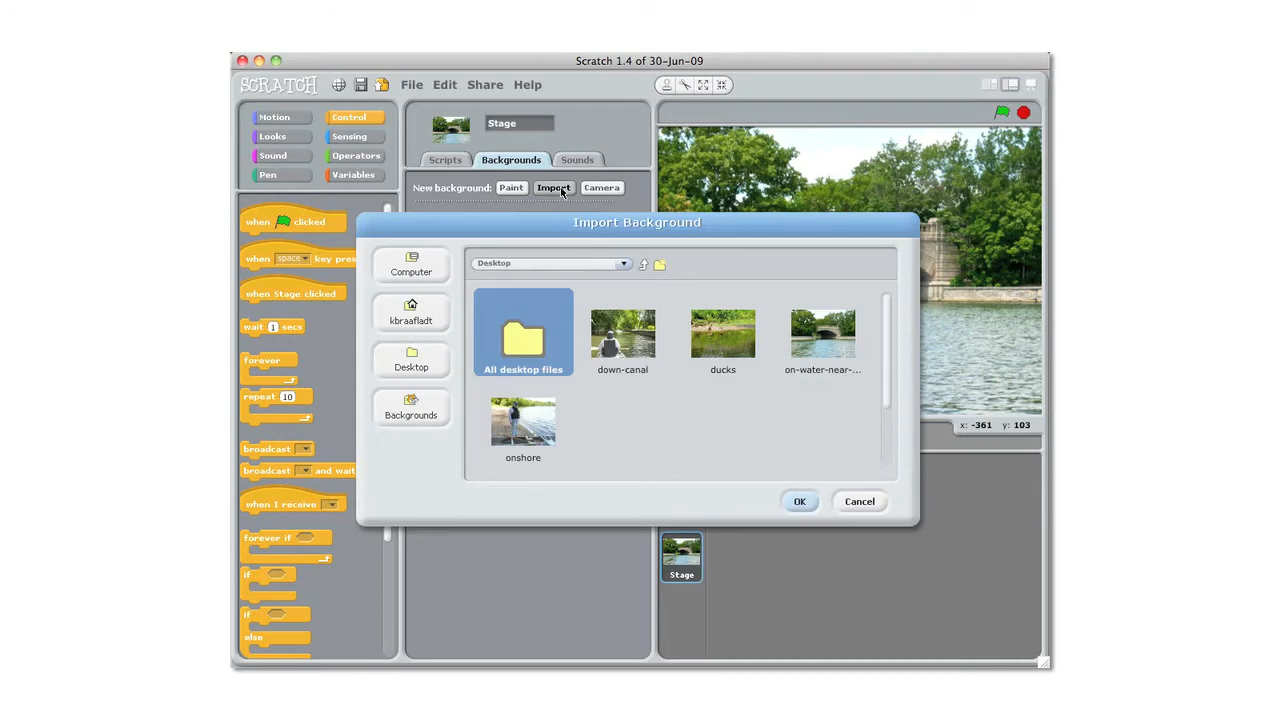 Scratch 1.4 of 30-Jun-09
SCRATCH File Edit Share Help
Motion Control
Looks Sensing
Sound Operators
Pen Variables
Stage
Scripts Backgrounds Sounds
New background: Paint Import Camera
when clicked
when space key pres
when Stage clicked
wait 1 secs
forever
repeat 10
broadcast
broadcast and wait
when I receive
forever if
if
if
else
Import Background
Computer
kbraafladt
Desktop
Backgrounds
Desktop
All desktop files
down-canal
ducks
on-water-near-...
onshore
OK Cancel
x: -361 y: 103
Stage